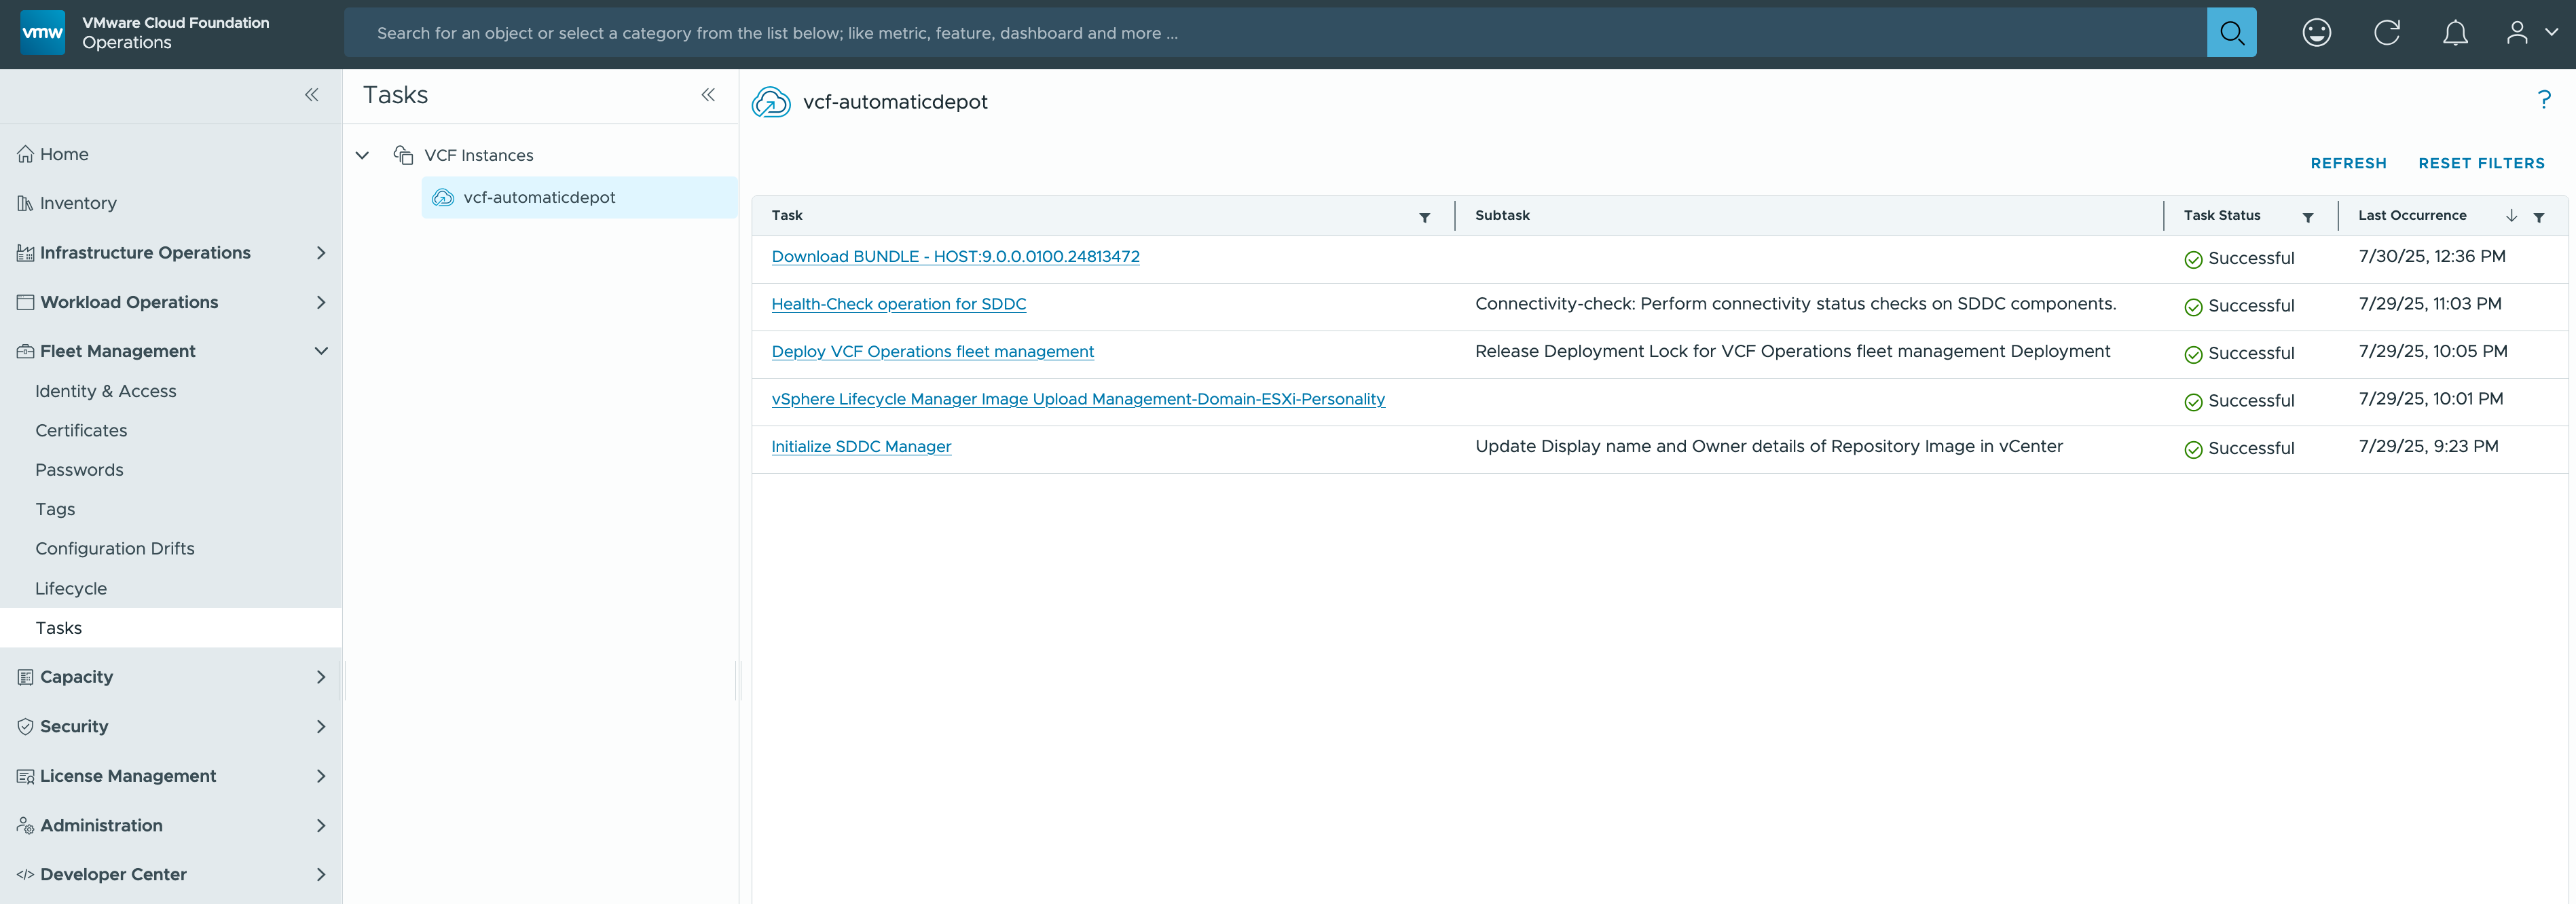 vmw
VMware Cloud Foundation
Operations
Search for an object or select a category from the list below; like metric, feature, dashboard and more ...
Home
Inventory
Infrastructure Operations
Workload Operations
Fleet Management
Identity & Access
Certificates
Passwords
Tags
Configuration Drifts
Lifecycle
Tasks
Capacity
Security
License Management
Administration
Developer Center
Tasks
VCF Instances
vcf-automaticdepot
vcf-automaticdepot
?
REFRESH RESET FILTERS
Task Subtask Task Status Last Occurrence
Download BUNDLE - HOST:9.0.0.0100.24813472 Successful 7/30/25, 12:36 PM
Health-Check operation for SDDC Connectivity-check: Perform connectivity status checks on SDDC components. Successful 7/29/25, 11:03 PM
Deploy VCF Operations fleet management Release Deployment Lock for VCF Operations fleet management Deployment Successful 7/29/25, 10:05 PM
vSphere Lifecycle Manager Image Upload Management-Domain-ESXi-Personality Successful 7/29/25, 10:01 PM
Initialize SDDC Manager Update Display name and Owner details of Repository Image in vCenter Successful 7/29/25, 9:23 PM